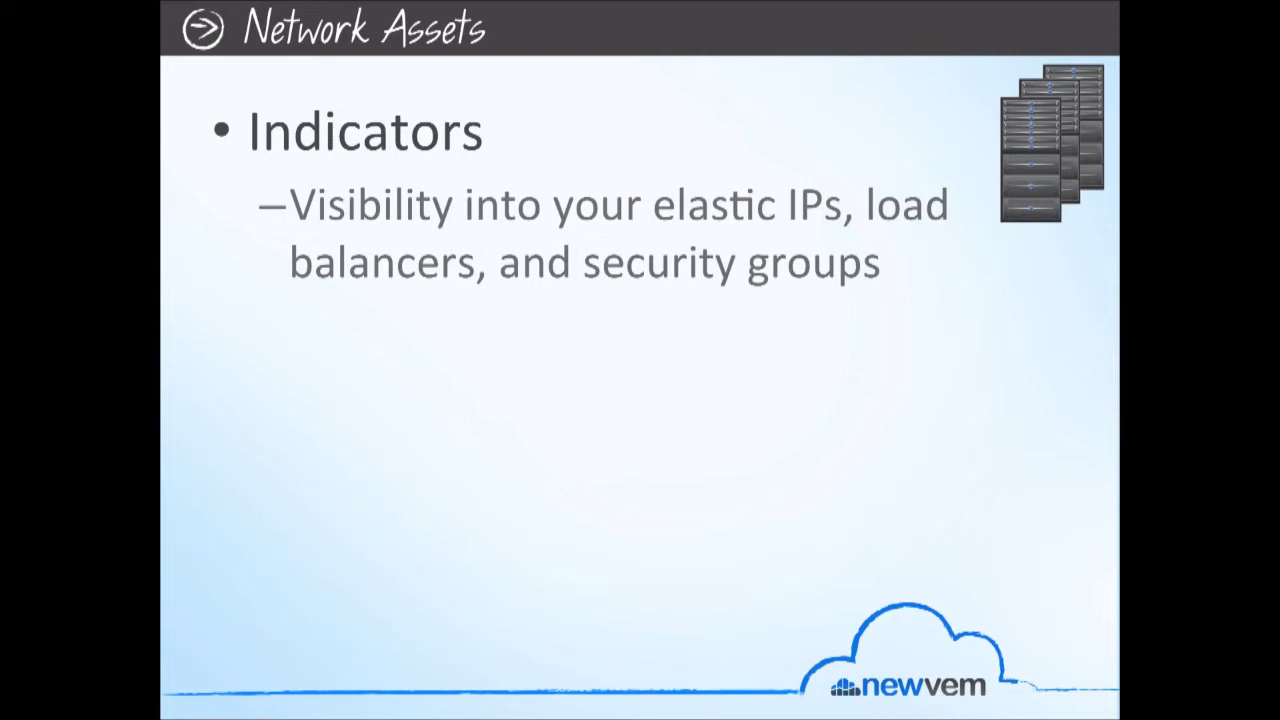 Network Assets
• Indicators
–Visibility into your elastic IPs, load
balancers, and security groups
newvem